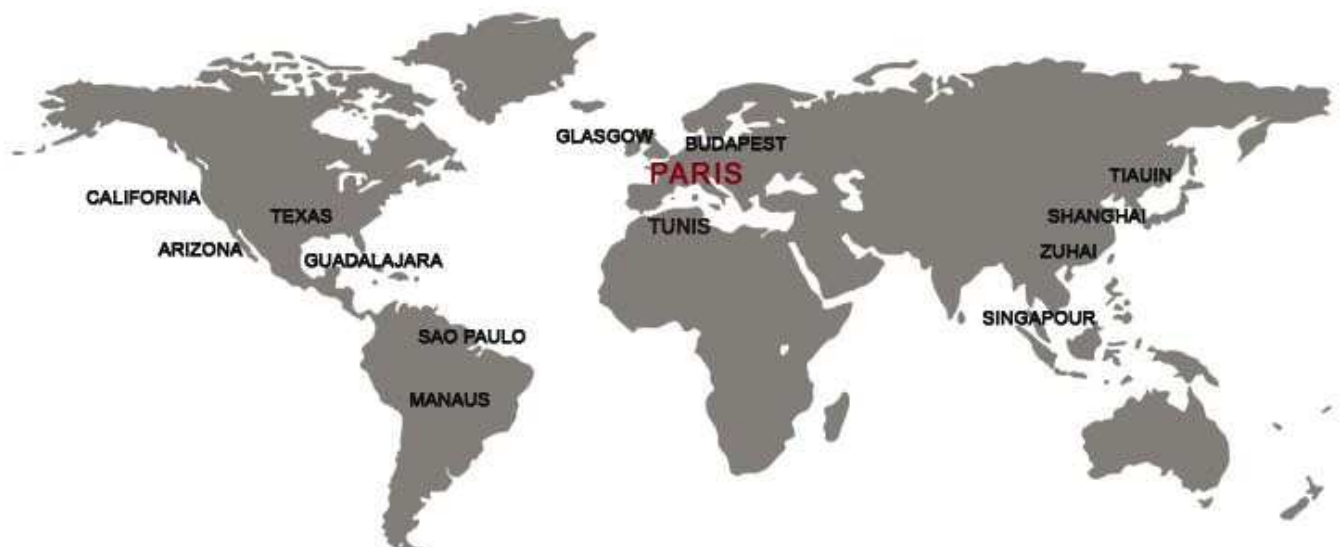 GLASGOW
BUDAPEST
PARIS
TIAUIN
CALIFORNIA
TEXAS
SHANGHAI
TUNIS
ARIZONA
GUADALAJARA
ZUHAI
SINGAPOUR
SAO PAULO
MANAUS